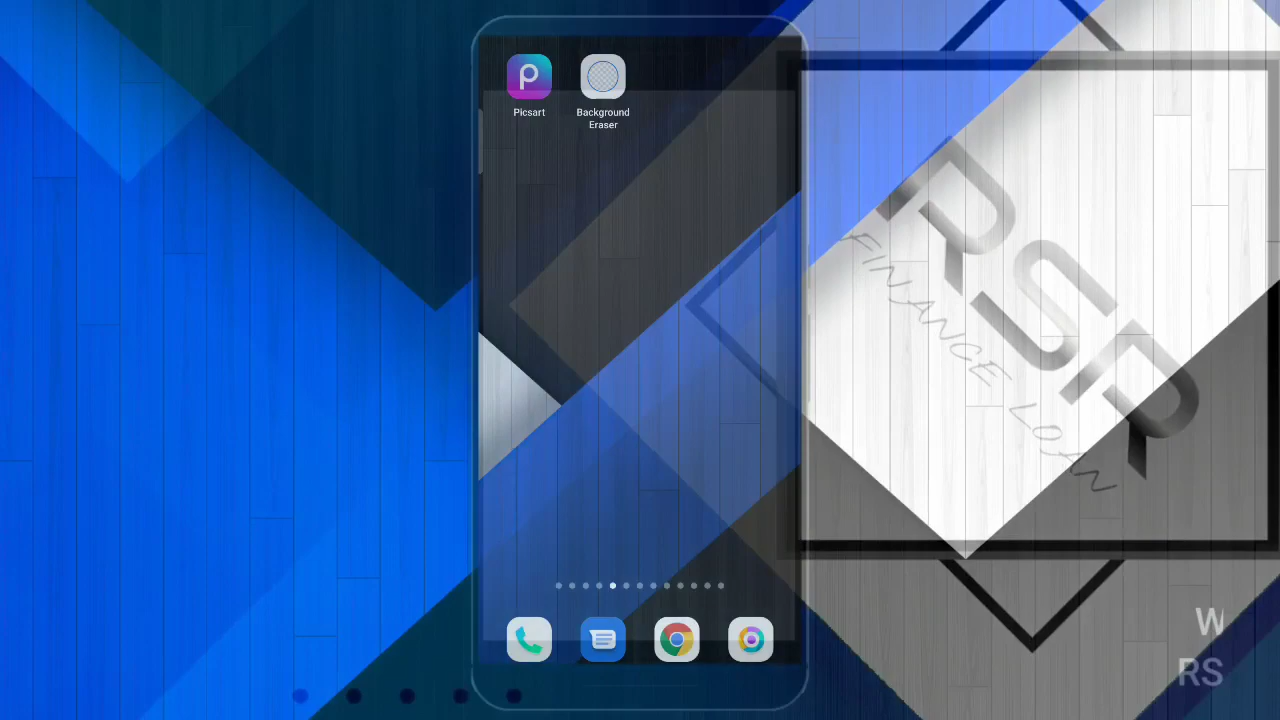 Picsart
Background
Eraser
RSR
FINANCE LOAN
W
RS